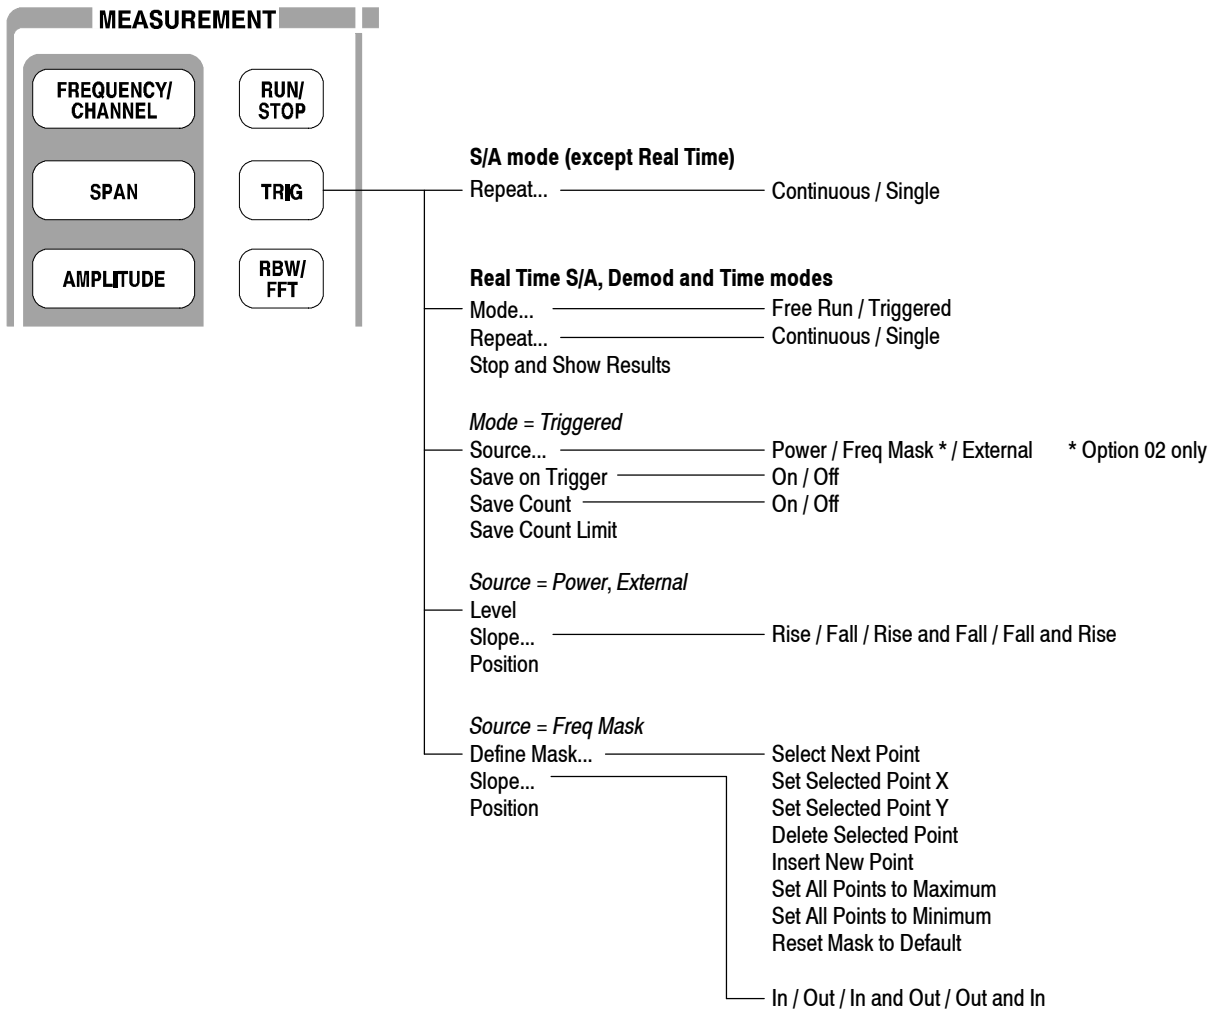 MEASUREMENT
FREQUENCY/
CHANNEL
RUN/
STOP
SPAN
TRIG
AMPLITUDE
RBW/
FFT
S/A mode (except Real Time)
Repeat... Continuous / Single
Real Time S/A, Demod and Time modes
Mode... Free Run / Triggered
Repeat... Continuous / Single
Stop and Show Results
Mode = Triggered
Source... Power / Freq Mask * / External * Option 02 only
Save on Trigger On / Off
Save Count On / Off
Save Count Limit
Source = Power, External
Level
Slope... Rise / Fall / Rise and Fall / Fall and Rise
Position
Source = Freq Mask
Define Mask... Select Next Point
Slope... Set Selected Point X
Position Set Selected Point Y
Delete Selected Point
Insert New Point
Set All Points to Maximum
Set All Points to Minimum
Reset Mask to Default
In / Out / In and Out / Out and In